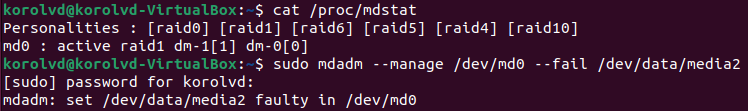 korolvd@korolvd-VirtualBox:~$ cat /proc/mdstat
Personalities : [raid0] [raid1] [raid6] [raid5] [raid4] [raid10]
md0 : active raid1 dm-1[1] dm-0[0]
korolvd@korolvd-VirtualBox:~$ sudo mdadm --manage /dev/md0 --fail /dev/data/media2
[sudo] password for korolvd:
mdadm: set /dev/data/media2 faulty in /dev/md0